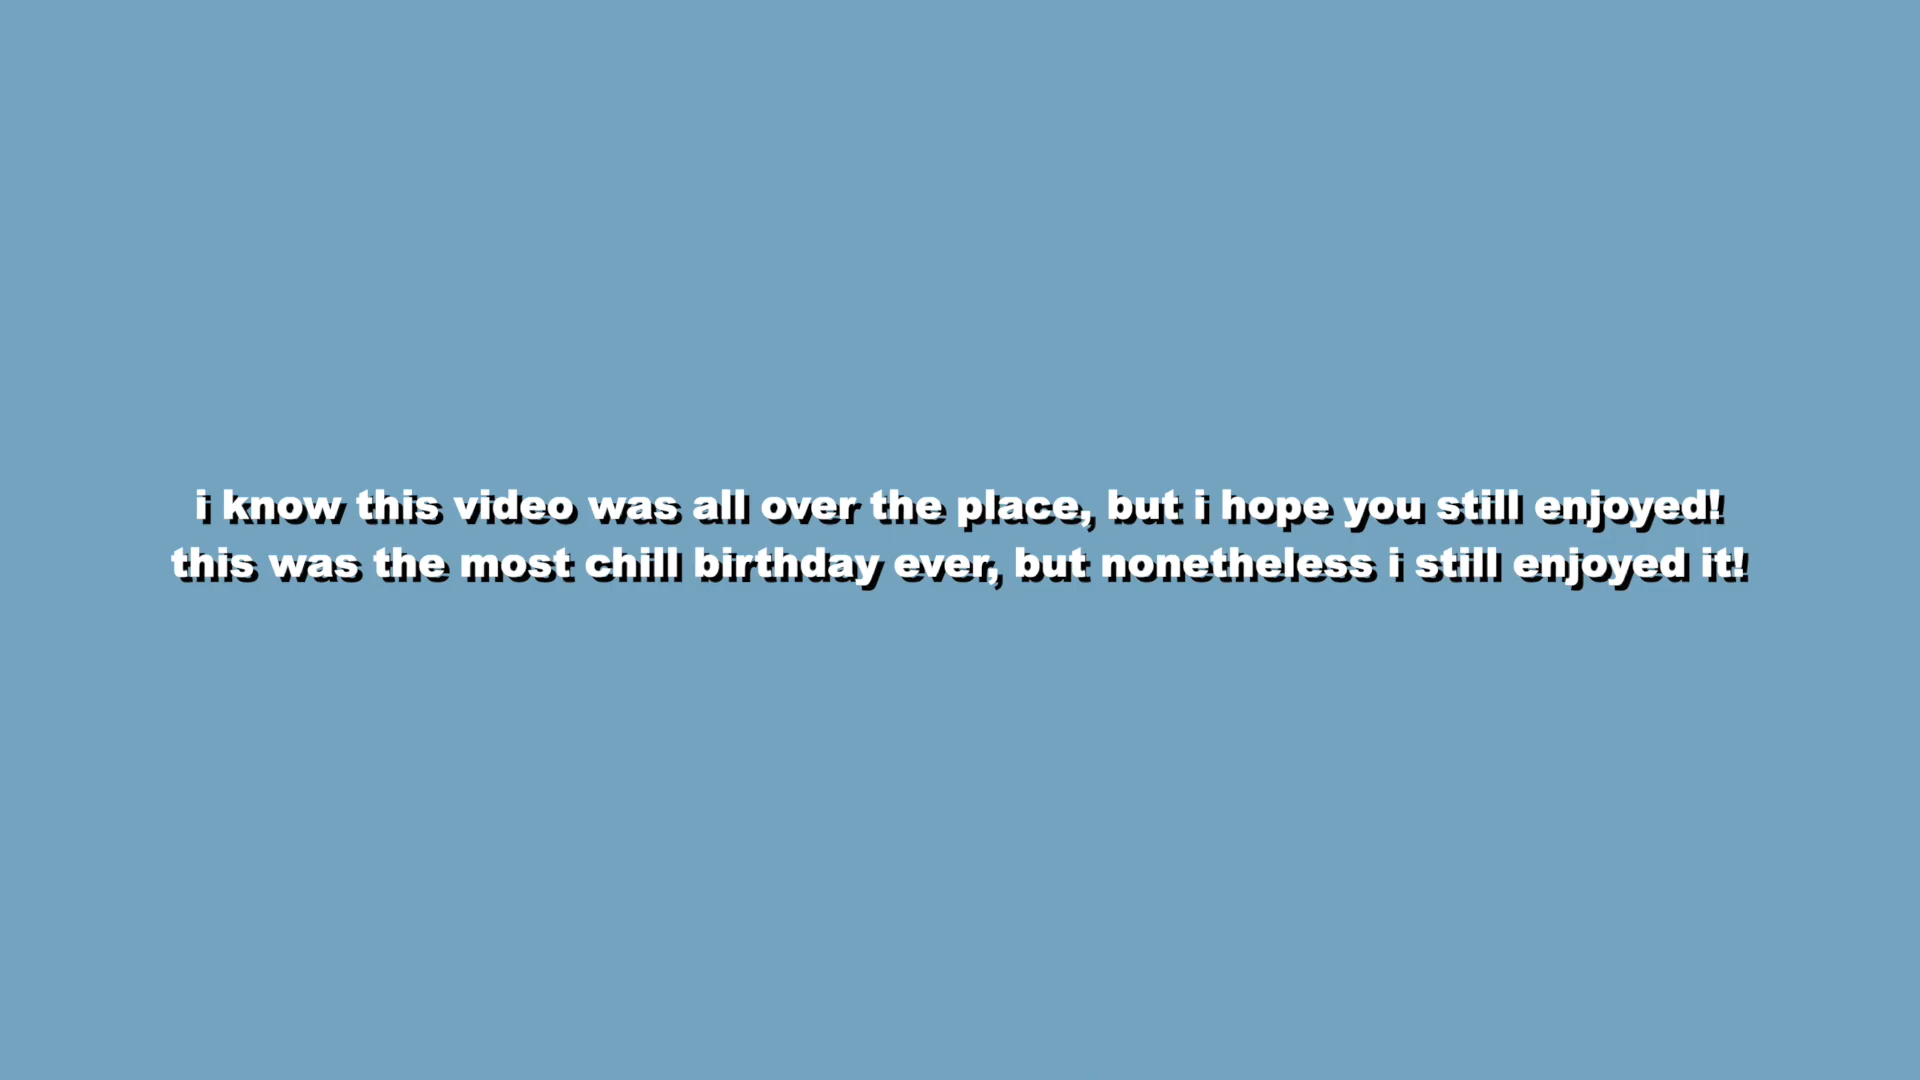 i know this video was all over the place, but i hope you still enjoyed!
this was the most chill birthday ever, but nonetheless i still enjoyed it!